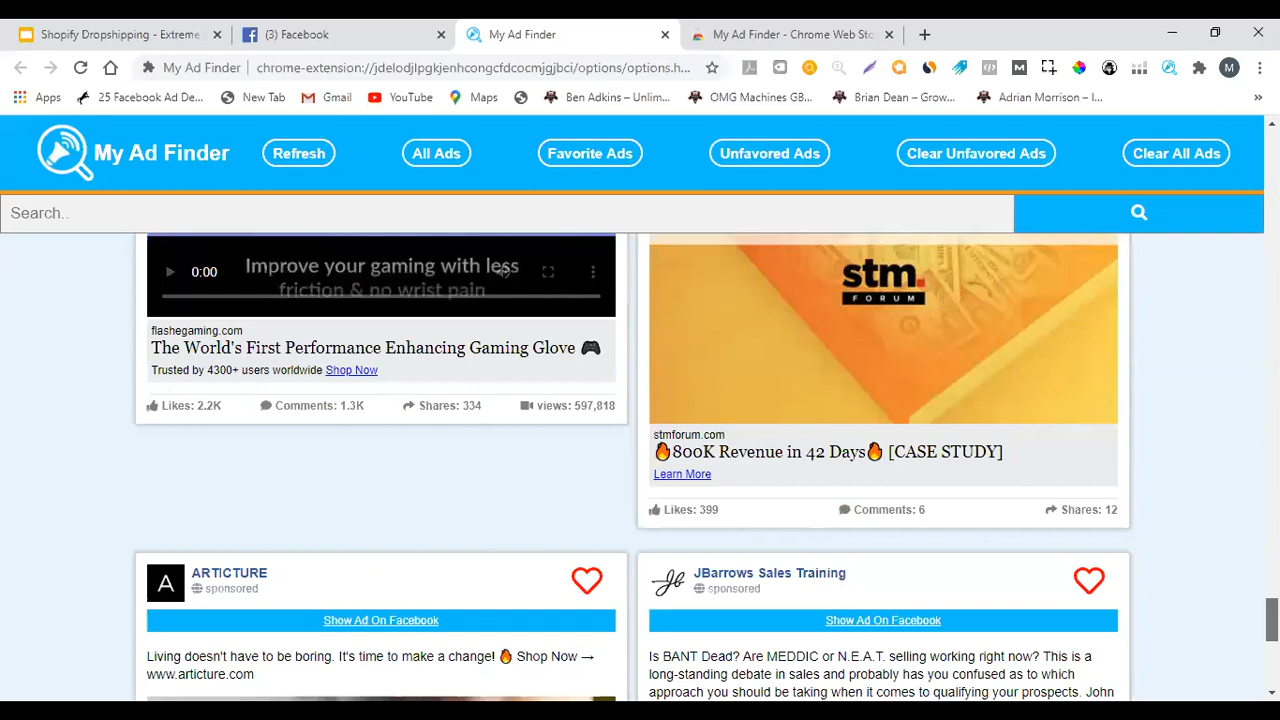 Shopify Dropshipping - Extreme
(3) Facebook
My Ad Finder
My Ad Finder - Chrome Web Sto
My Ad Finder
chrome-extension://jdelodjlpgkjenhcongcfdcocmjgjbci/options/options.h...
M
Apps
25 Facebook Ad De...
New Tab
Gmail
YouTube
Maps
Ben Adkins – Unlim...
OMG Machines GB...
Brian Dean – Grow...
Adrian Morrison – I...
»
My Ad Finder
Refresh
All Ads
Favorite Ads
Unfavored Ads
Clear Unfavored Ads
Clear All Ads
Search..
0:00
Improve your gaming with less
friction & no wrist pain
flashegaming.com
The World's First Performance Enhancing Gaming Glove 🎮
Trusted by 4300+ users worldwide Shop Now
Likes: 2.2K Comments: 1.3K Shares: 334 views: 597,818
stm.
FORUM
stmforum.com
🔥800K Revenue in 42 Days🔥 [CASE STUDY]
Learn More
Likes: 399 Comments: 6 Shares: 12
A
ARTICTURE
sponsored
Show Ad On Facebook
Living doesn't have to be boring. It's time to make a change! 🔥 Shop Now →
www.articture.com
Jb
JBarrows Sales Training
sponsored
Show Ad On Facebook
Is BANT Dead? Are MEDDIC or N.E.A.T. selling working right now? This is a
long-standing debate in sales and probably has you confused as to which
approach you should be taking when it comes to qualifying your prospects. John